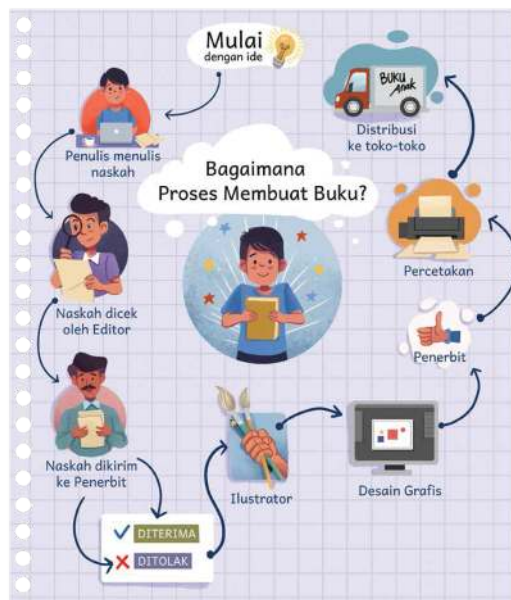 Mulai
dengan ide
Penulis menulis
naskah
Naskah dicek
oleh Editor
Naskah dikirim
ke Penerbit
DITERIMA
DITOLAK
Ilustrator
Desain Grafis
Penerbit
Percetakan
BUKU
Anak
Distribusi
ke toko-toko
Bagaimana
Proses Membuat Buku?